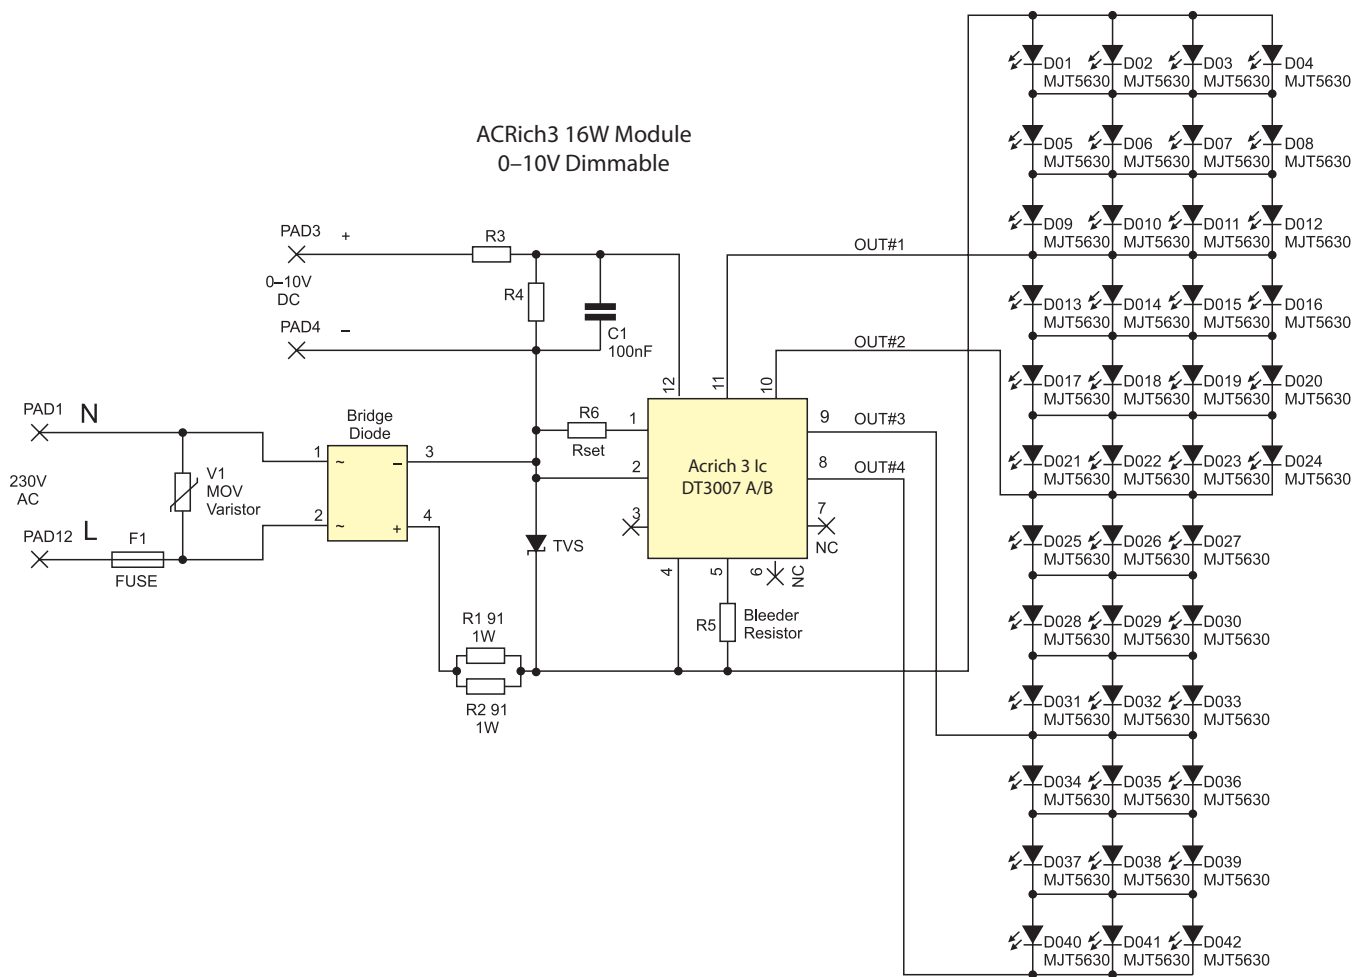 ACRich3 16W Module
0–10V Dimmable
PAD3
+
R3
0–10V
DC
R4
PAD4
–
C1
100nF
PAD1
N
230V
AC
PAD12
L
F1
FUSE
V1
MOV
Varistor
Bridge
Diode
1
~
–
3
2
~
+
4
R6
Rset
TVS
R1 91
1W
R2 91
1W
12
11
10
1
2
3
4
5
6
NC
7
NC
8
9
Acrich 3 Ic
DT3007 A/B
R5
Bleeder
Resistor
OUT#1
OUT#2
OUT#3
OUT#4
D01 D02 D03 D04
MJT5630 MJT5630 MJT5630 MJT5630
D05 D06 D07 D08
MJT5630 MJT5630 MJT5630 MJT5630
D09 D010 D011 D012
MJT5630 MJT5630 MJT5630 MJT5630
D013 D014 D015 D016
MJT5630 MJT5630 MJT5630 MJT5630
D017 D018 D019 D020
MJT5630 MJT5630 MJT5630 MJT5630
D021 D022 D023 D024
MJT5630 MJT5630 MJT5630 MJT5630
D025 D026 D027
MJT5630 MJT5630 MJT5630
D028 D029 D030
MJT5630 MJT5630 MJT5630
D031 D032 D033
MJT5630 MJT5630 MJT5630
D034 D035 D036
MJT5630 MJT5630 MJT5630
D037 D038 D039
MJT5630 MJT5630 MJT5630
D040 D041 D042
MJT5630 MJT5630 MJT5630